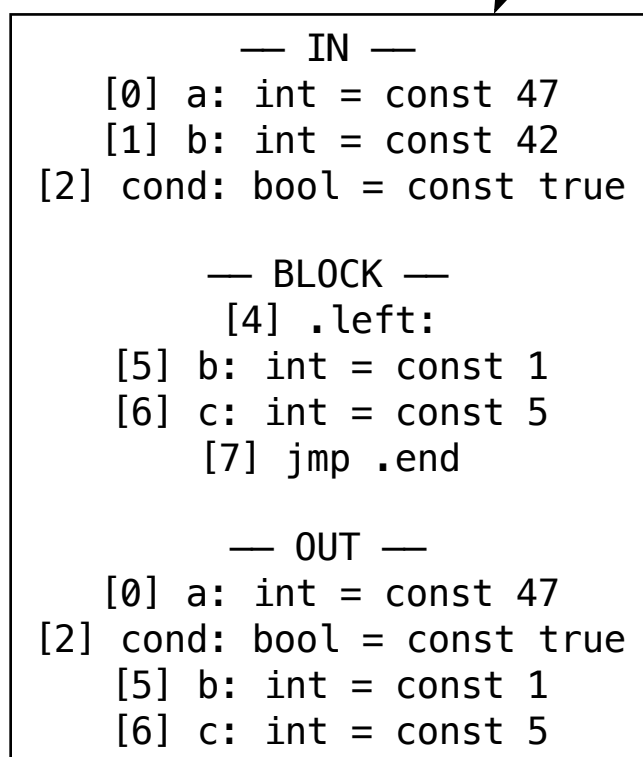 — IN —
[0] a: int = const 47
[1] b: int = const 42
[2] cond: bool = const true
— BLOCK —
[4] .left:
[5] b: int = const 1
[6] c: int = const 5
[7] jmp .end
— OUT —
[0] a: int = const 47
[2] cond: bool = const true
[5] b: int = const 1
[6] c: int = const 5